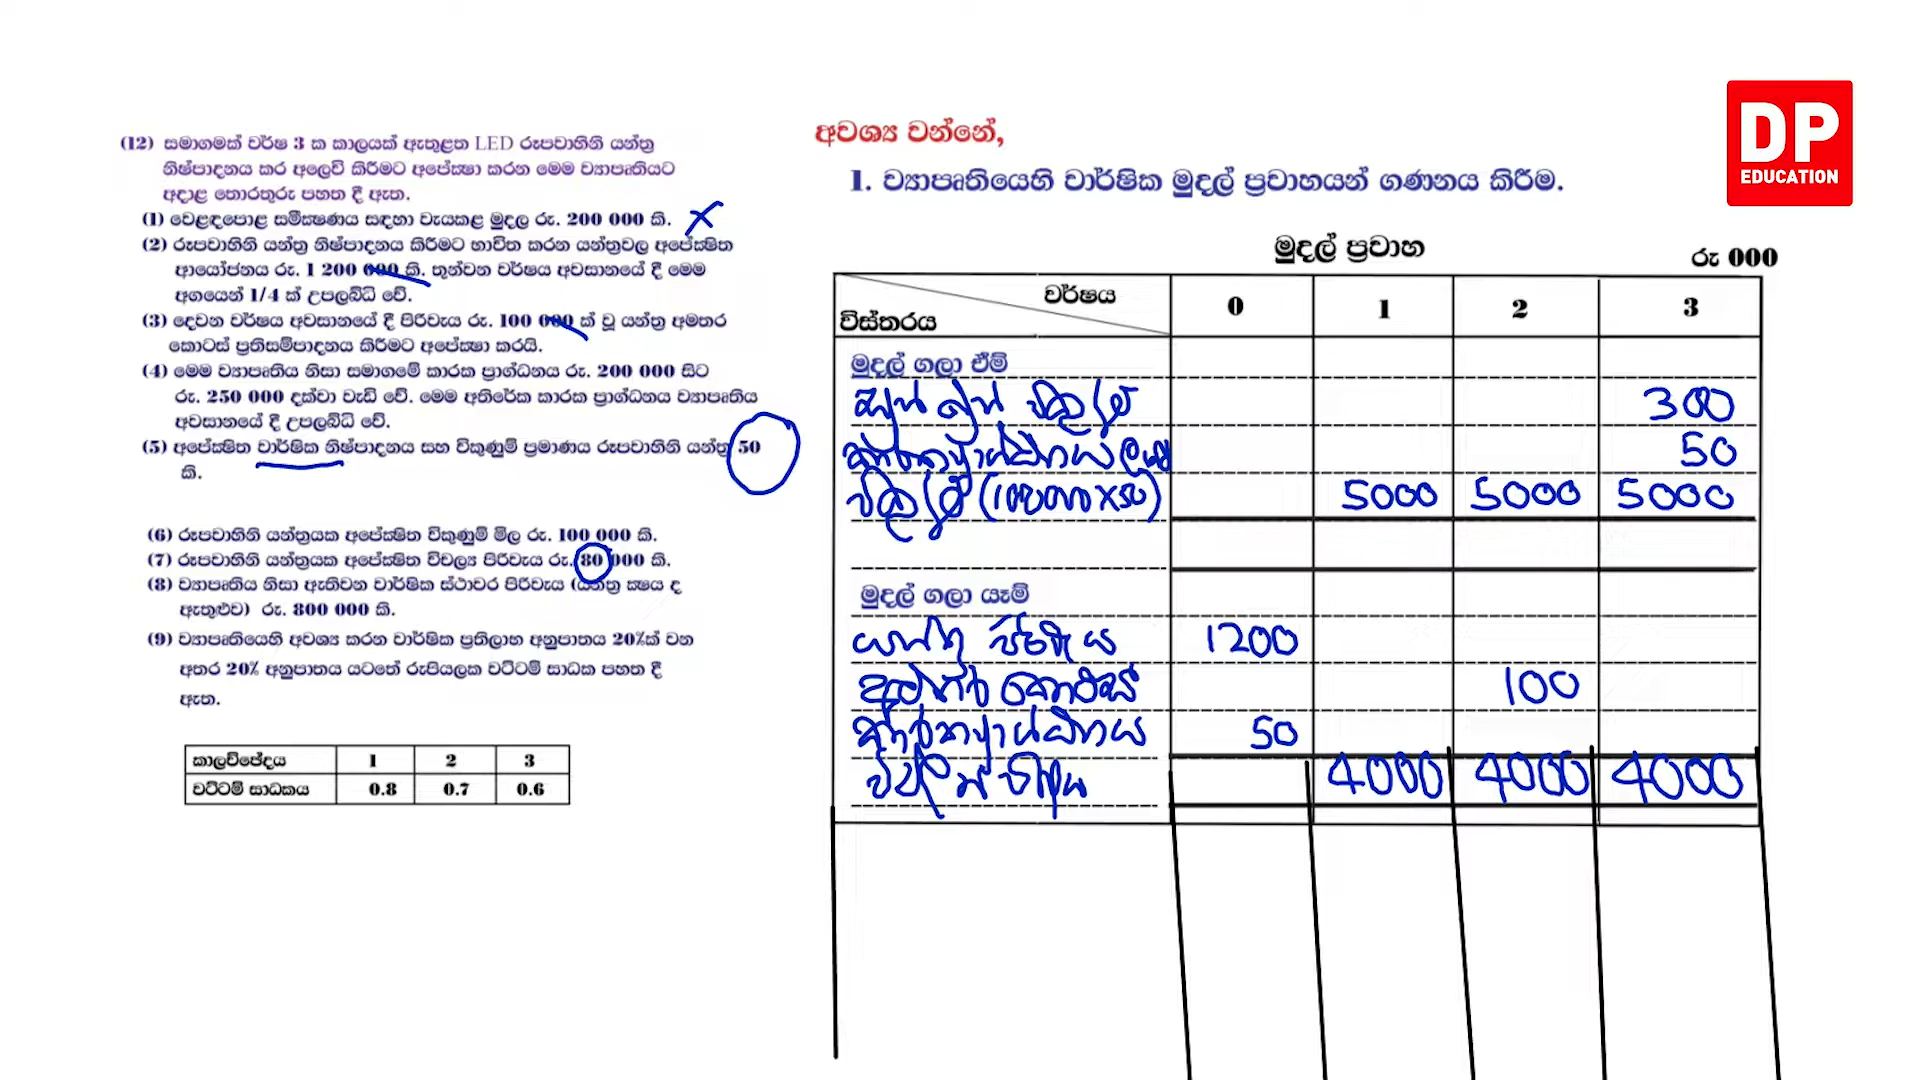 DP
EDUCATION
(12) සමාගමක් වර්ෂ 3 ක කාලයක් ඇතුළත LED රූපවාහිනී යන්ත්‍ර
නිෂ්පාදනය කර අලෙවි කිරීමට අපේක්‍ෂා කරන මෙම ව්‍යාපෘතියට
අදාළ තොරතුරු පහත දී ඇත.
(1) වෙළඳපොළ සමීක්‍ෂණය සඳහා වැයකළ මුදල රු. 200 000 කි.
(2) රූපවාහිනී යන්ත්‍ර නිෂ්පාදනය කිරීමට භාවිත කරන යන්ත්‍රවල අපේක්‍ෂිත
ආයෝජනය රු. 1 200 000 කි. තුන්වන වර්ෂය අවසානයේ දී මෙම
අගයෙන් 1/4 ක් උපලබ්ධි වේ.
(3) දෙවන වර්ෂය අවසානයේ දී පිරිවැය රු. 100 000 ක් වූ යන්ත්‍ර අමතර
කොටස් ප්‍රතිසම්පාදනය කිරීමට අපේක්‍ෂා කරයි.
(4) මෙම ව්‍යාපෘතිය නිසා සමාගමේ කාරක ප්‍රාග්ධනය රු. 200 000 සිට
රු. 250 000 දක්වා වැඩි වේ. මෙම අතිරේක කාරක ප්‍රාග්ධනය ව්‍යාපෘතිය
අවසානයේ දී උපලබ්ධි වේ.
(5) අපේක්‍ෂිත වාර්ෂික නිෂ්පාදනය සහ විකුණුම් ප්‍රමාණය රූපවාහිනී යන්ත්‍ර 50
කි.
(6) රූපවාහිනී යන්ත්‍රයක අපේක්‍ෂිත විකුණුම් මිල රු. 100 000 කි.
(7) රූපවාහිනී යන්ත්‍රයක අපේක්‍ෂිත විචල්‍ය පිරිවැය රු. 80 000 කි.
(8) ව්‍යාපෘතිය නිසා ඇතිවන වාර්ෂික ස්ථාවර පිරිවැය (යන්ත්‍ර ක්‍ෂය ද
ඇතුළුව) රු. 800 000 කි.
(9) ව්‍යාපෘතියෙහි අවශ්‍ය කරන වාර්ෂික ප්‍රතිලාභ අනුපාතය 20%ක් වන
අතර 20% අනුපාතය යටතේ රුපියලක වට්ටම් සාධක පහත දී
ඇත.
කාලච්ඡේදය 1 2 3
වට්ටම් සාධකය 0.8 0.7 0.6
අවශ්‍ය වන්නේ,
1. ව්‍යාපෘතියෙහි වාර්ෂික මුදල් ප්‍රවාහයන් ගණනය කිරීම.
මුදල් ප්‍රවාහ
රු 000
වර්ෂය
විස්තරය
0 1 2 3
මුදල් ගලා ඒම්
300
කාරක ප්‍රාග්ධනය 50
(100000 X 50) 5000 5000 5000
මුදල් ගලා යෑම්
යන්ත්‍ර පිරිවැය 1200
අමතර කොටස් 100
කාරක ප්‍රාග්ධනය 50
4000 4000 4000